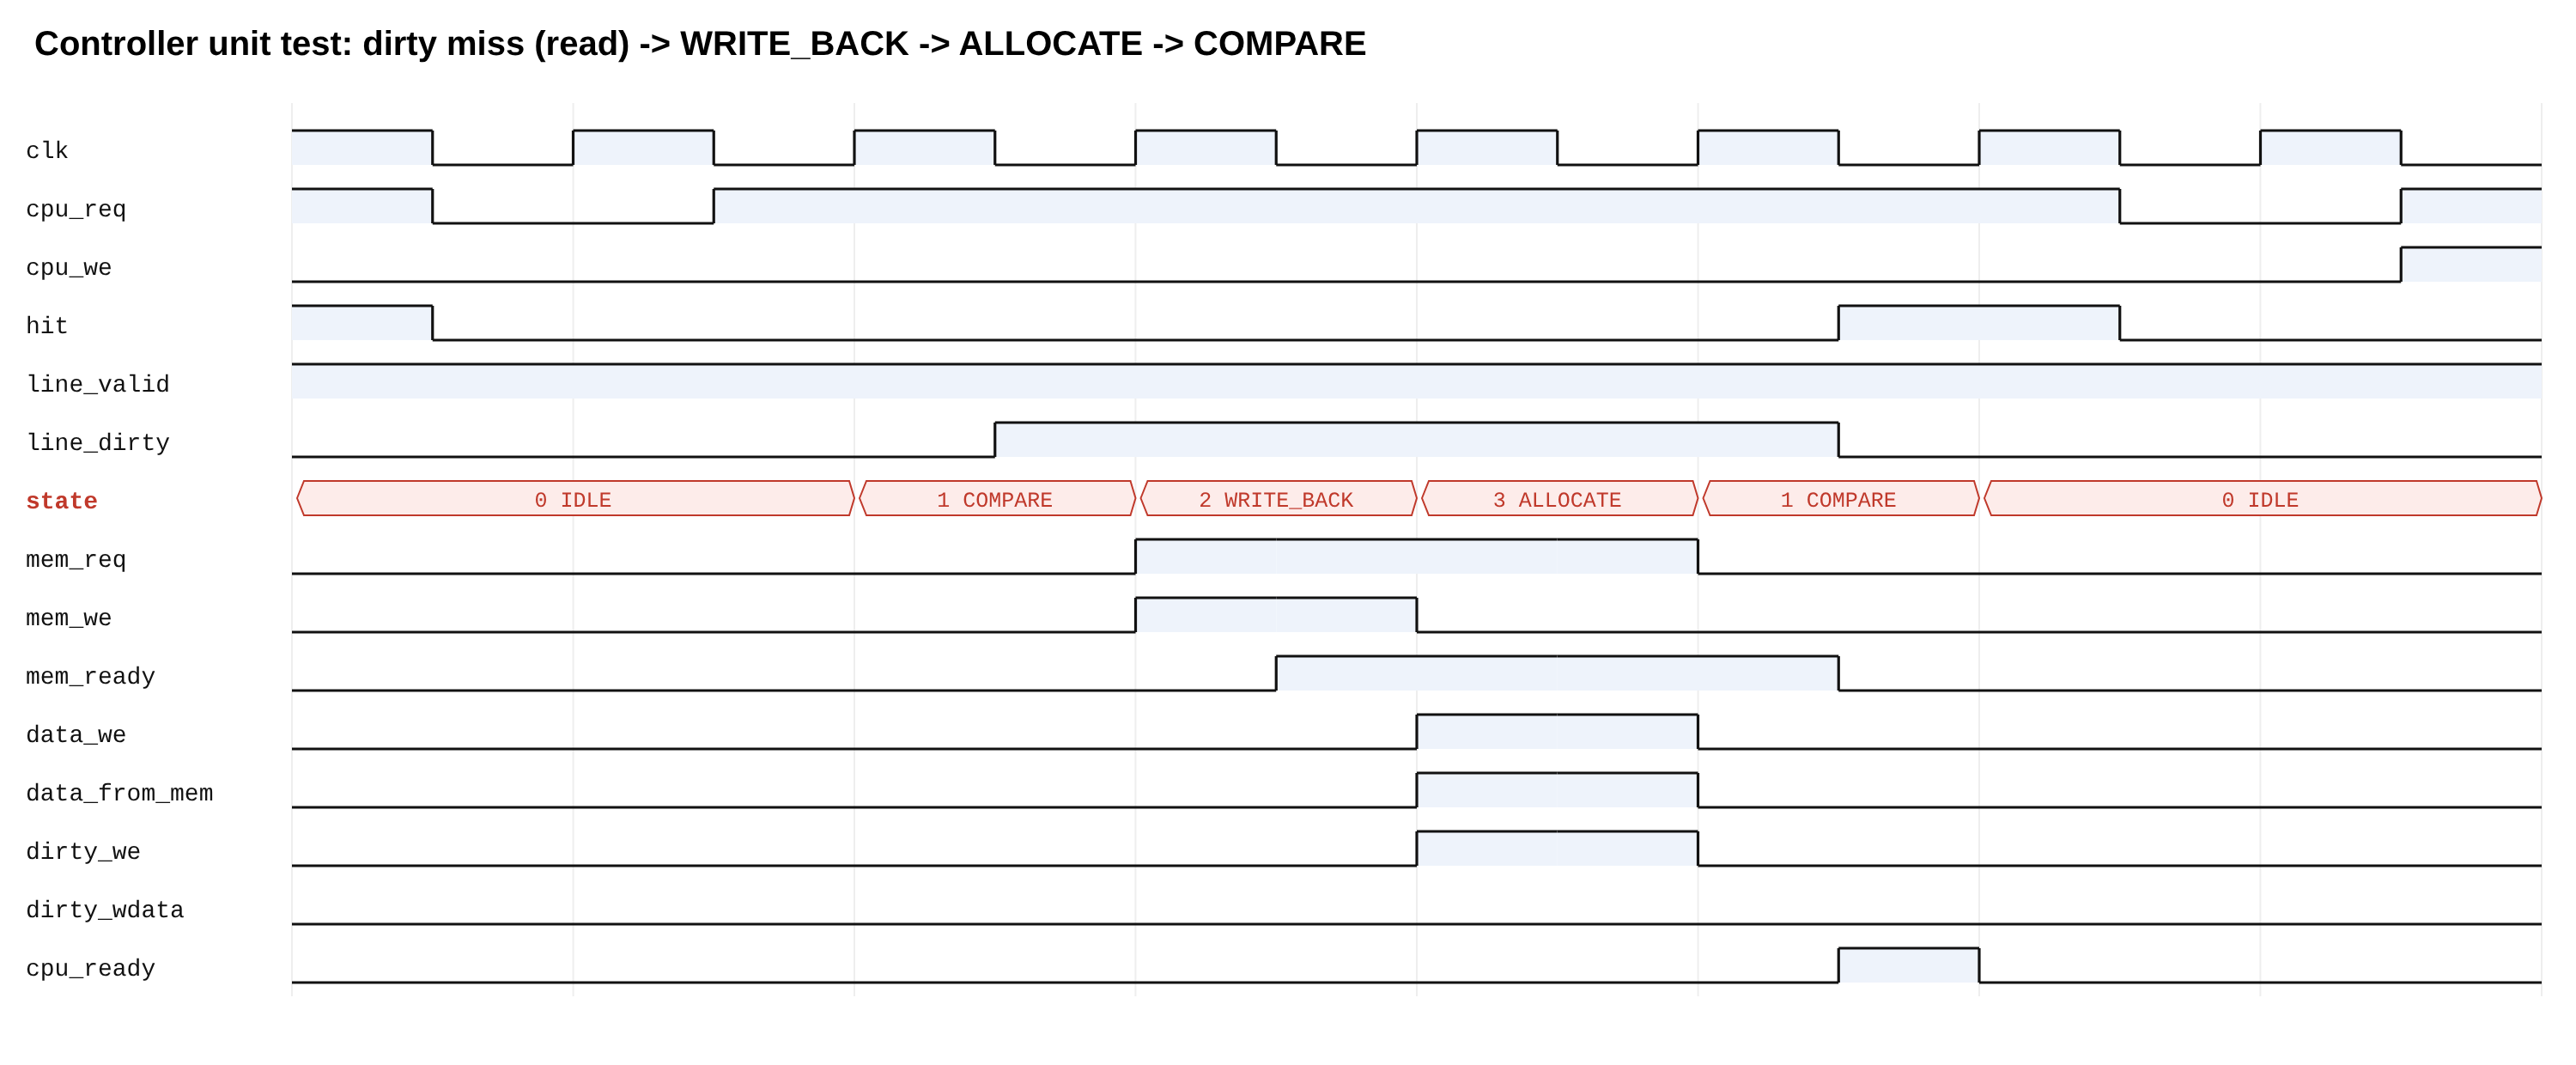 Controller unit test: dirty miss (read) -> WRITE_BACK -> ALLOCATE -> COMPARE
clk
cpu_req
cpu_we
hit
line_valid
line_dirty
state 0 IDLE 1 COMPARE 2 WRITE_BACK 3 ALLOCATE 1 COMPARE 0 IDLE
mem_req
mem_we
mem_ready
data_we
data_from_mem
dirty_we
dirty_wdata
cpu_ready